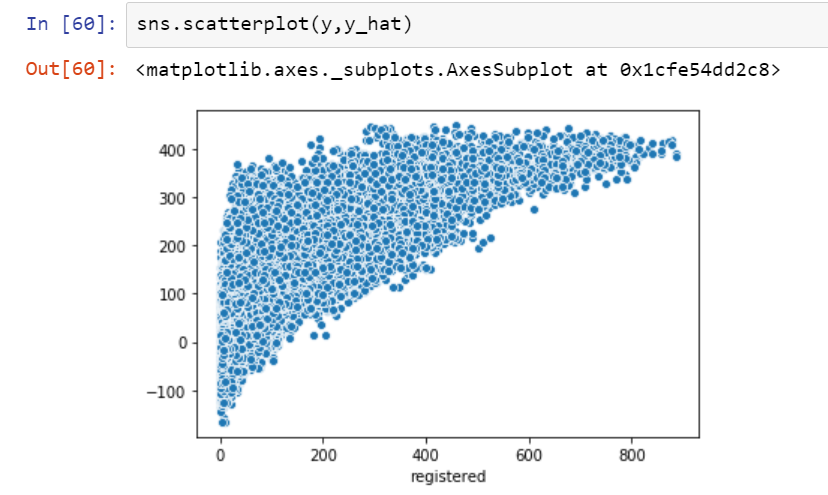 In [60]: sns.scatterplot(y,y_hat)
Out[60]: <matplotlib.axes._subplots.AxesSubplot at 0x1cfe54dd2c8>
400
300
200
100
0
−100
0 200 400 600 800
registered